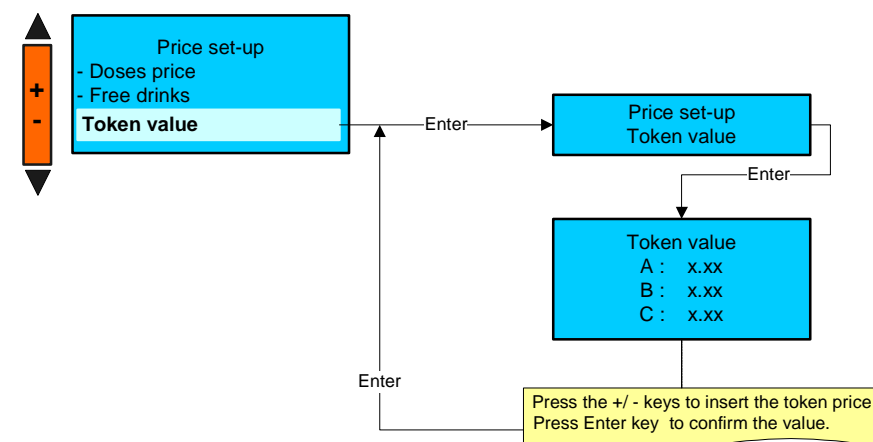 Price set-up
- Doses price
- Free drinks
Token value
+
-
Enter
Price set-up
Token value
Enter
Token value
A : x.xx
B : x.xx
C : x.xx
Enter
Press the +/ - keys to insert the token price
Press Enter key to confirm the value.